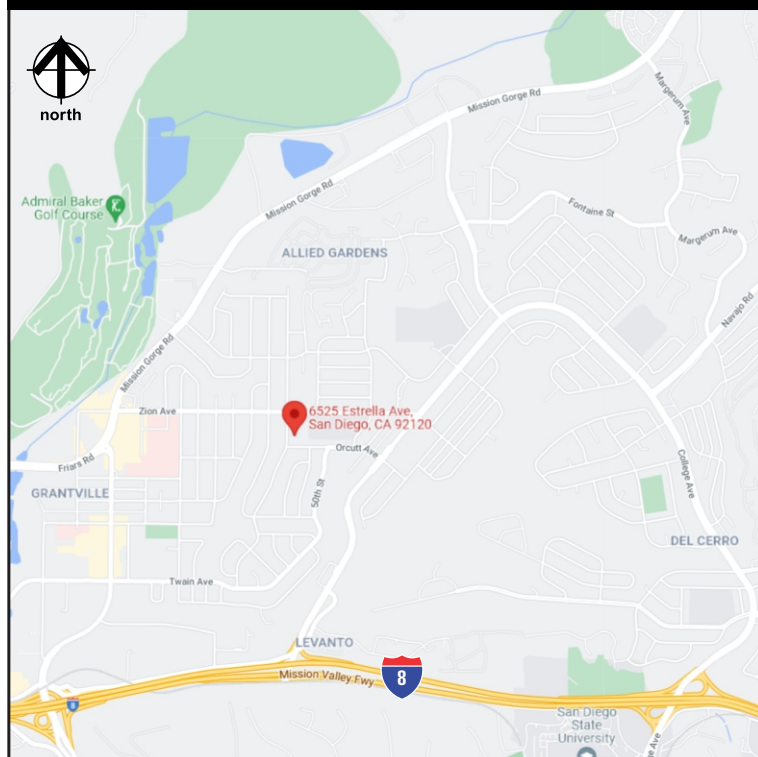 north
Margerum Ave
Mission Gorge Rd
Admiral Baker
Golf Course
Mission Gorge Rd
Fontaine St
Margerum Ave
ALLIED GARDENS
Navajo Rd
Mission Gorge Rd
Zion Ave
6525 Estrella Ave,
San Diego, CA 92120
Orcutt Ave
Friars Rd
GRANTVILLE
50th St
College Ave
DEL CERRO
Twain Ave
LEVANTO
Mission Valley Fwy
8
8
San Diego
State
University
Ave